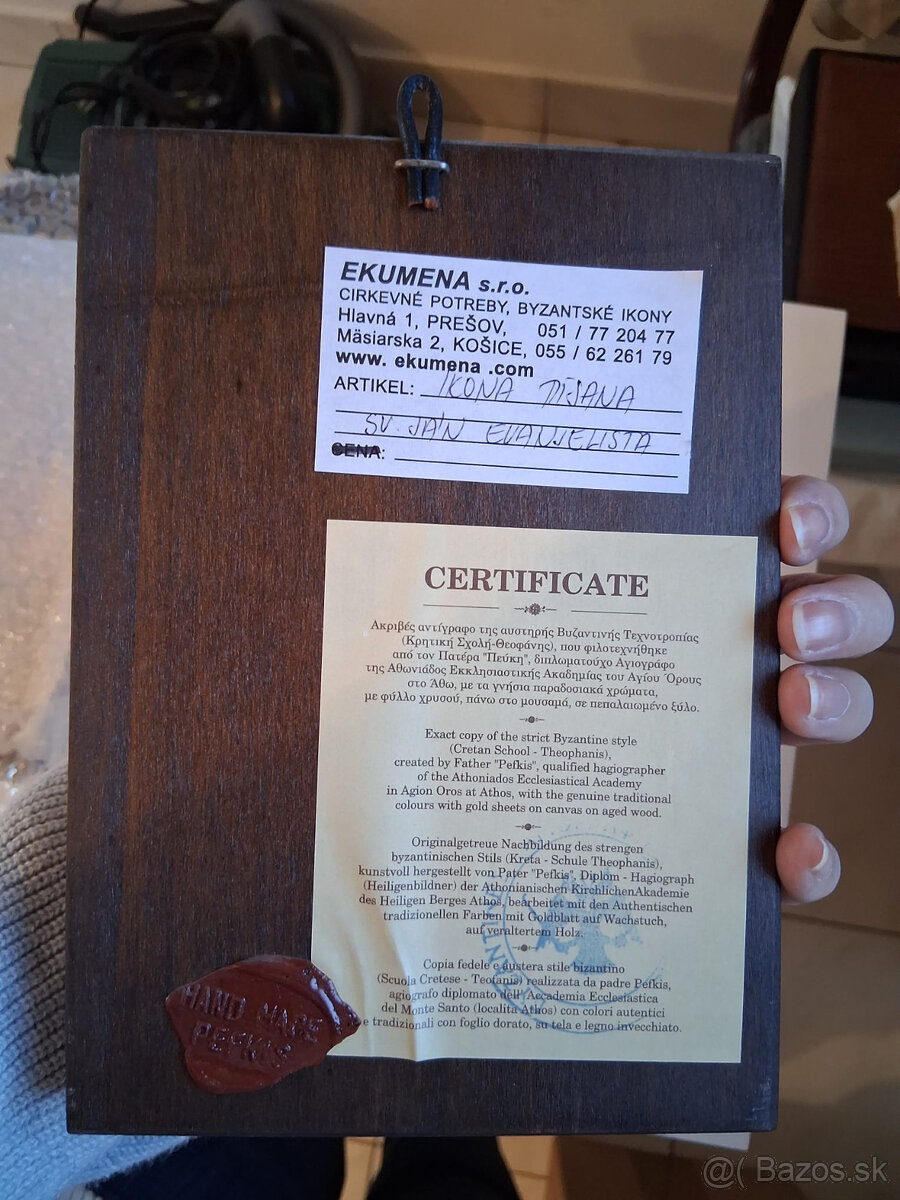 EKUMENA s.r.o.
CIRKEVNÉ POTREBY, BYZANTSKÉ IKONY
Hlavná 1, PREŠOV, 051 / 77 204 77
Mäsiarska 2, KOŠICE, 055 / 62 261 79
www. ekumena .com
ARTIKEL: IKONA PÍSANA
SV. JÁN EVANJELISTA
CENA:
CERTIFICATE
Ακριβές αντίγραφο της αυστηρής Βυζαντινής Τεχνοτροπίας
(Κρητική Σχολή-Θεοφάνης), που φιλοτεχνήθηκε
από τον Πατέρα "Πεύκη", διπλωματούχο Αγιογράφο
της Αθωνιάδος Εκκλησιαστικής Ακαδημίας του Αγίου Όρους
στο Άθω, με τα γνήσια παραδοσιακά χρώματα,
με φύλλο χρυσού, πάνω στο μουσαμά, σε πεπαλαιωμένο ξύλο.
Exact copy of the strict Byzantine style
(Cretan School - Theophanis),
created by Father "Pefkis", qualified hagiographer
of the Athoniados Ecclesiastical Academy
in Agion Oros at Athos, with the genuine traditional
colours with gold sheets on canvas on aged wood.
Originalgetreue Nachbildung des strengen
byzantinischen Stils (Kreta - Schule Theophanis),
kunstvoll hergestellt von Pater "Pefkis", Diplom - Hagiograph
(Heiligenbildner) der Athonianischen KirchlichenAkademie
des Heiligen Berges Athos, bearbeitet mit den Authentischen
tradizionellen Farben mit Goldblatt auf Wachstuch,
auf veraltertem Holz.
Copia fedele e austera stile bizantino
(Scuola Cretese - Teofanis) realizzata da padre Pefkis,
agiografo diplomato dell' Accademia Ecclesiastica
del Monte Santo (localita Athos) con colori autentici
e tradizionali con foglio dorato, su tela e legno invecchiato.
HAND MADE
PEFKIS
@( Bazos.sk